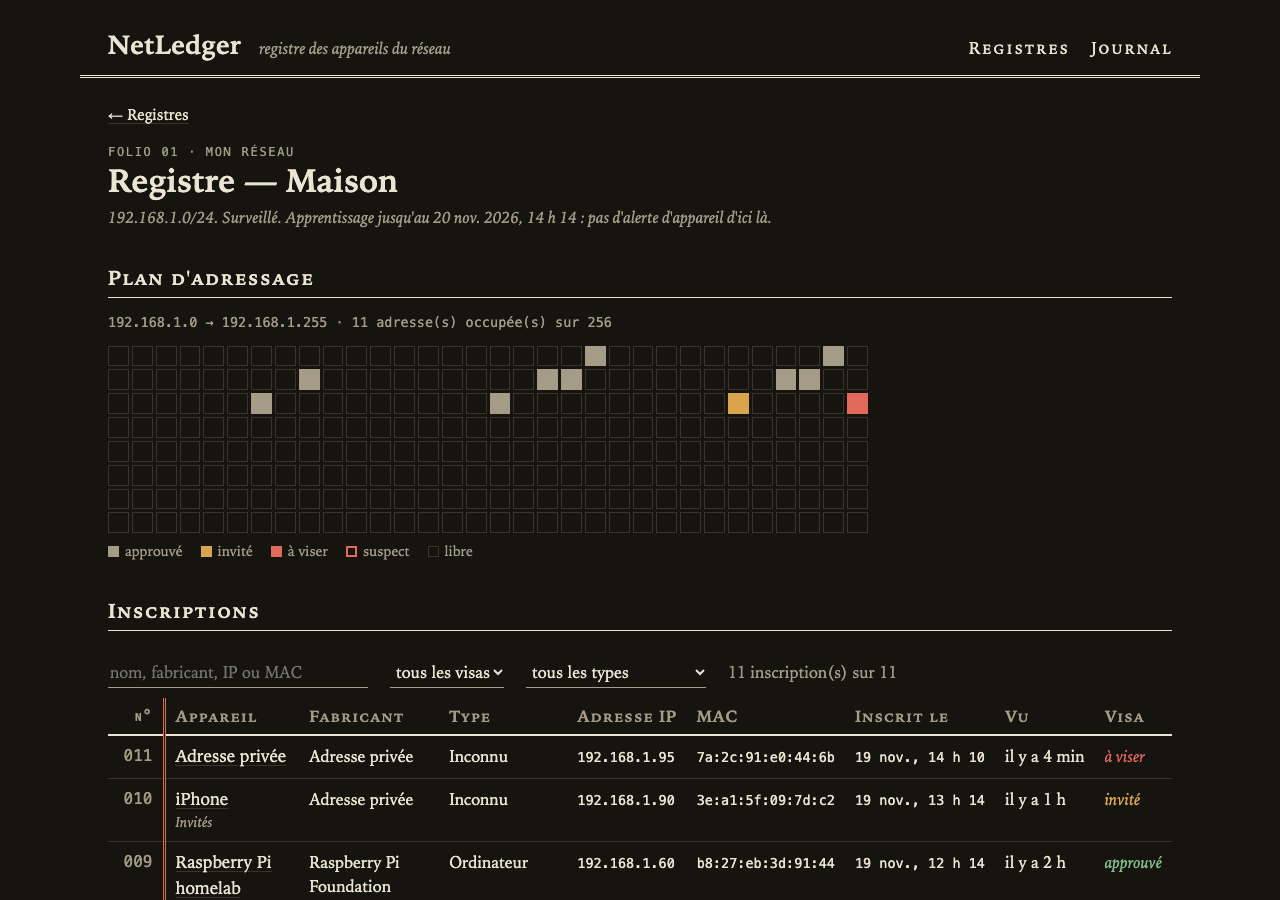 NetLedger registre des appareils du réseau Registres Journal
← Registres
FOLIO 01 · MON RÉSEAU
Registre — Maison
192.168.1.0/24. Surveillé. Apprentissage jusqu'au 20 nov. 2026, 14 h 14 : pas d'alerte d'appareil d'ici là.
Plan d'adressage
192.168.1.0 → 192.168.1.255 · 11 adresse(s) occupée(s) sur 256
approuvé invité à viser suspect libre
Inscriptions
nom, fabricant, IP ou MAC tous les visas tous les types 11 inscription(s) sur 11
N° Appareil Fabricant Type Adresse IP MAC Inscrit le Vu Visa
011 Adresse privée Adresse privée Inconnu 192.168.1.95 7a:2c:91:e0:44:6b 19 nov., 14 h 10 il y a 4 min à viser
010 iPhone Adresse privée Inconnu 192.168.1.90 3e:a1:5f:09:7d:c2 19 nov., 13 h 14 il y a 1 h invité
Invités
009 Raspberry Pi Raspberry Pi Ordinateur 192.168.1.60 b8:27:eb:3d:91:44 19 nov., 12 h 14 il y a 2 h approuvé
homelab Foundation